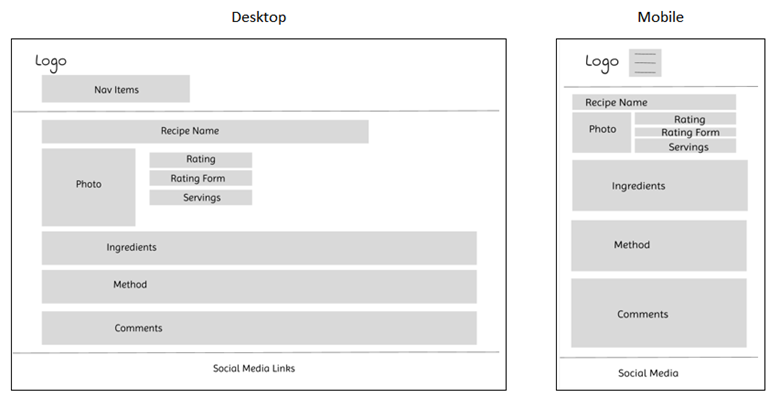 Desktop
Logo
Nav Items
Recipe Name
Photo
Rating
Rating Form
Servings
Ingredients
Method
Comments
Social Media Links
Mobile
Logo
Recipe Name
Photo
Rating
Rating Form
Servings
Ingredients
Method
Comments
Social Media